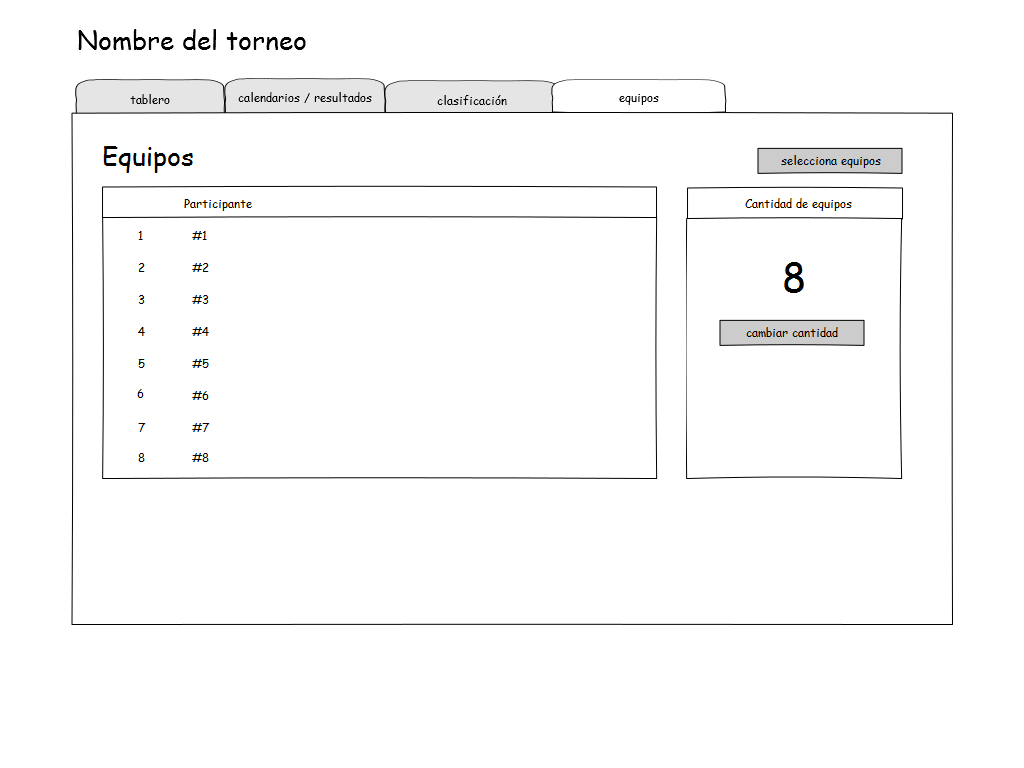 Nombre del torneo
tablero calendarios / resultados clasificación equipos
Equipos
selecciona equipos
Participante
1 #1
2 #2
3 #3
4 #4
5 #5
6 #6
7 #7
8 #8
Cantidad de equipos
8
cambiar cantidad